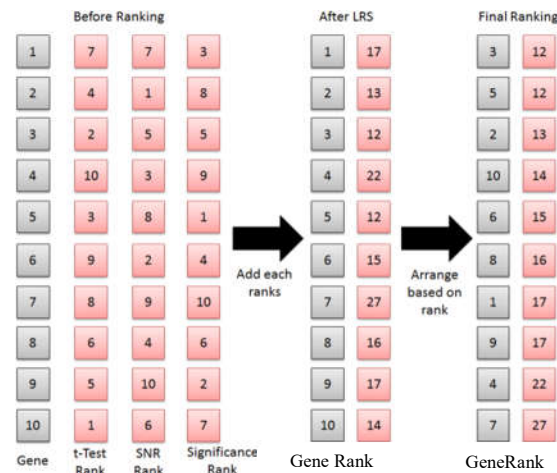 Before Ranking After LRS Final Ranking
1 7 7 3 1 17 3 12
2 4 1 8 2 13 5 12
3 2 5 5 3 12 2 13
4 10 3 9 4 22 10 14
5 3 8 1 5 12 6 15
6 9 2 4 6 15 8 16
7 8 9 10 7 27 1 17
8 6 4 6 8 16 9 17
9 5 10 2 9 17 4 22
10 1 6 7 10 14 7 27
Add each
ranks
Arrange
based on
rank
Gene
t-Test
Rank
SNR
Rank
Significance
Rank
Gene Rank
GeneRank